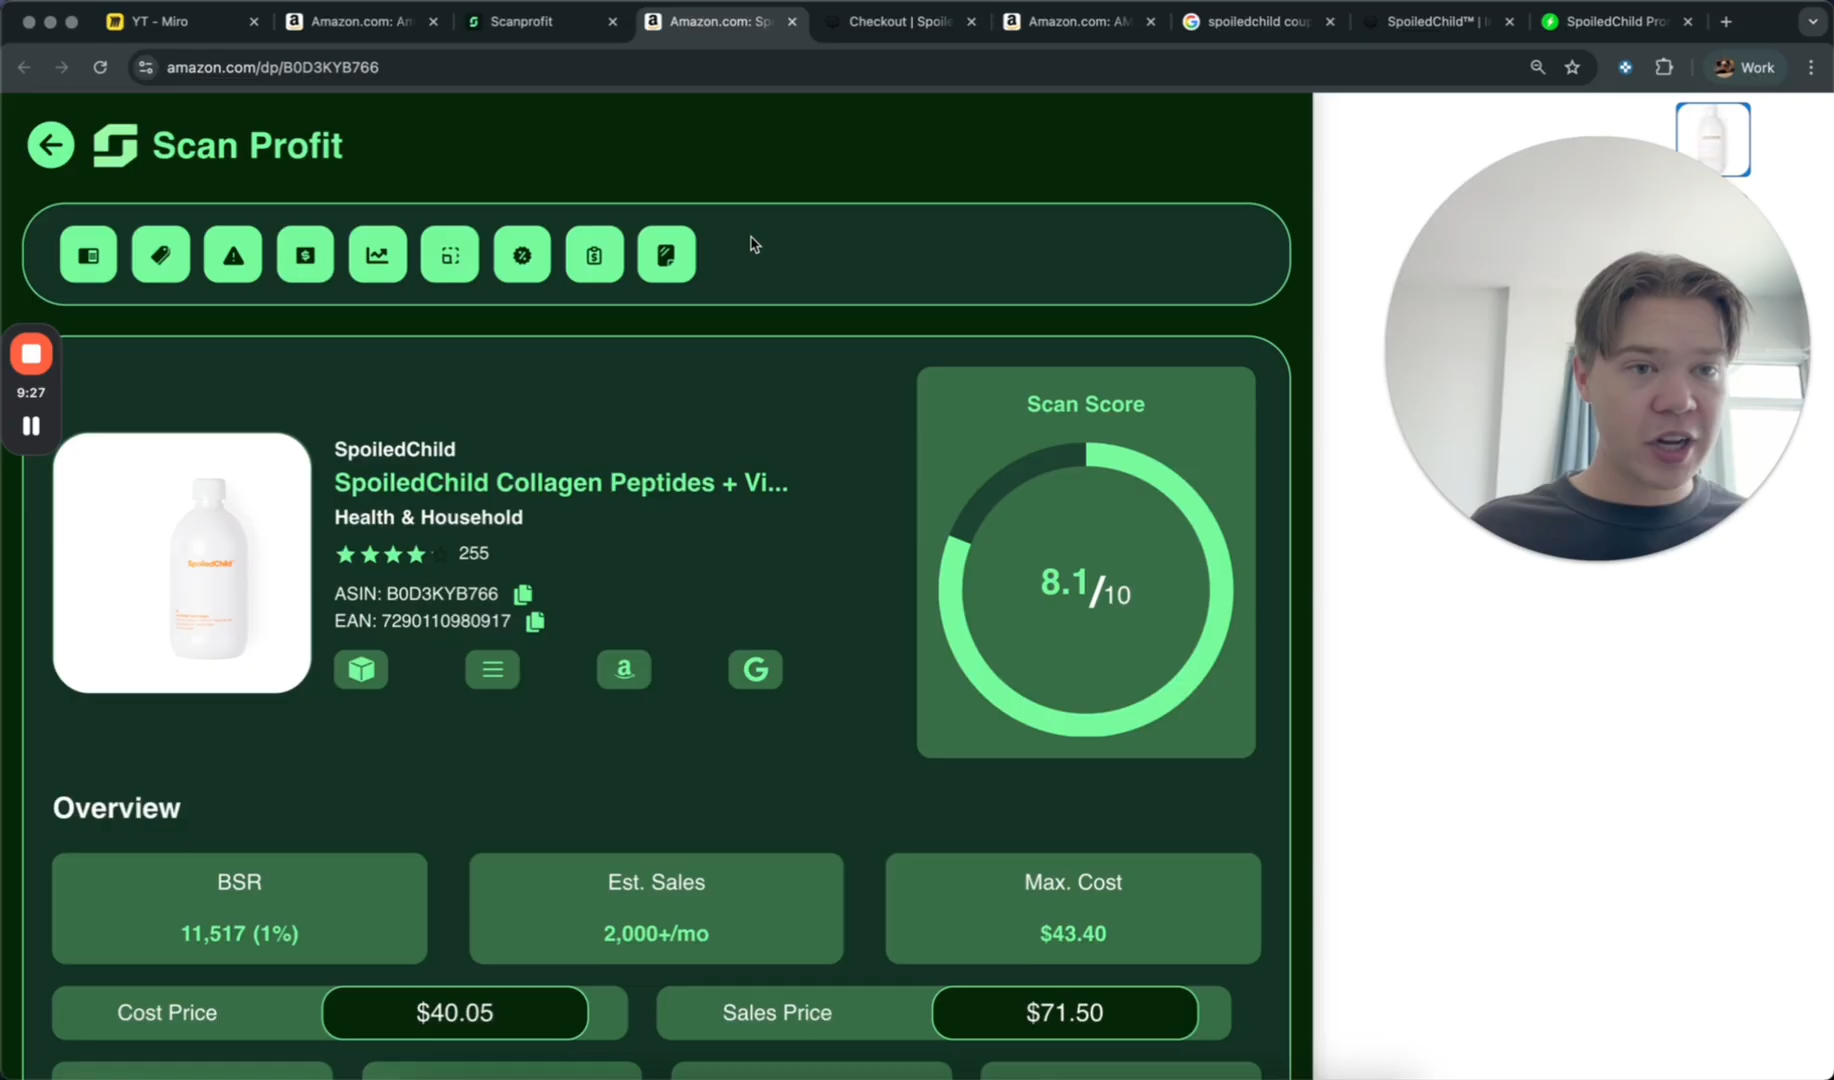 YT - Miro
Amazon.com: An
Scanprofit
Amazon.com: Sp
Checkout | Spoile
Amazon.com: AM
spoiledchild coup
SpoiledChild™ |
SpoiledChild Pro
amazon.com/dp/B0D3KYB766
Work
Scan Profit
9:27
SpoiledChild
SpoiledChild
SpoiledChild Collagen Peptides + Vi...
Health & Household
255
ASIN: B0D3KYB766
EAN: 7290110980917
Scan Score
8.1/10
Overview
BSR
11,517 (1%)
Est. Sales
2,000+/mo
Max. Cost
$43.40
Cost Price
$40.05
Sales Price
$71.50